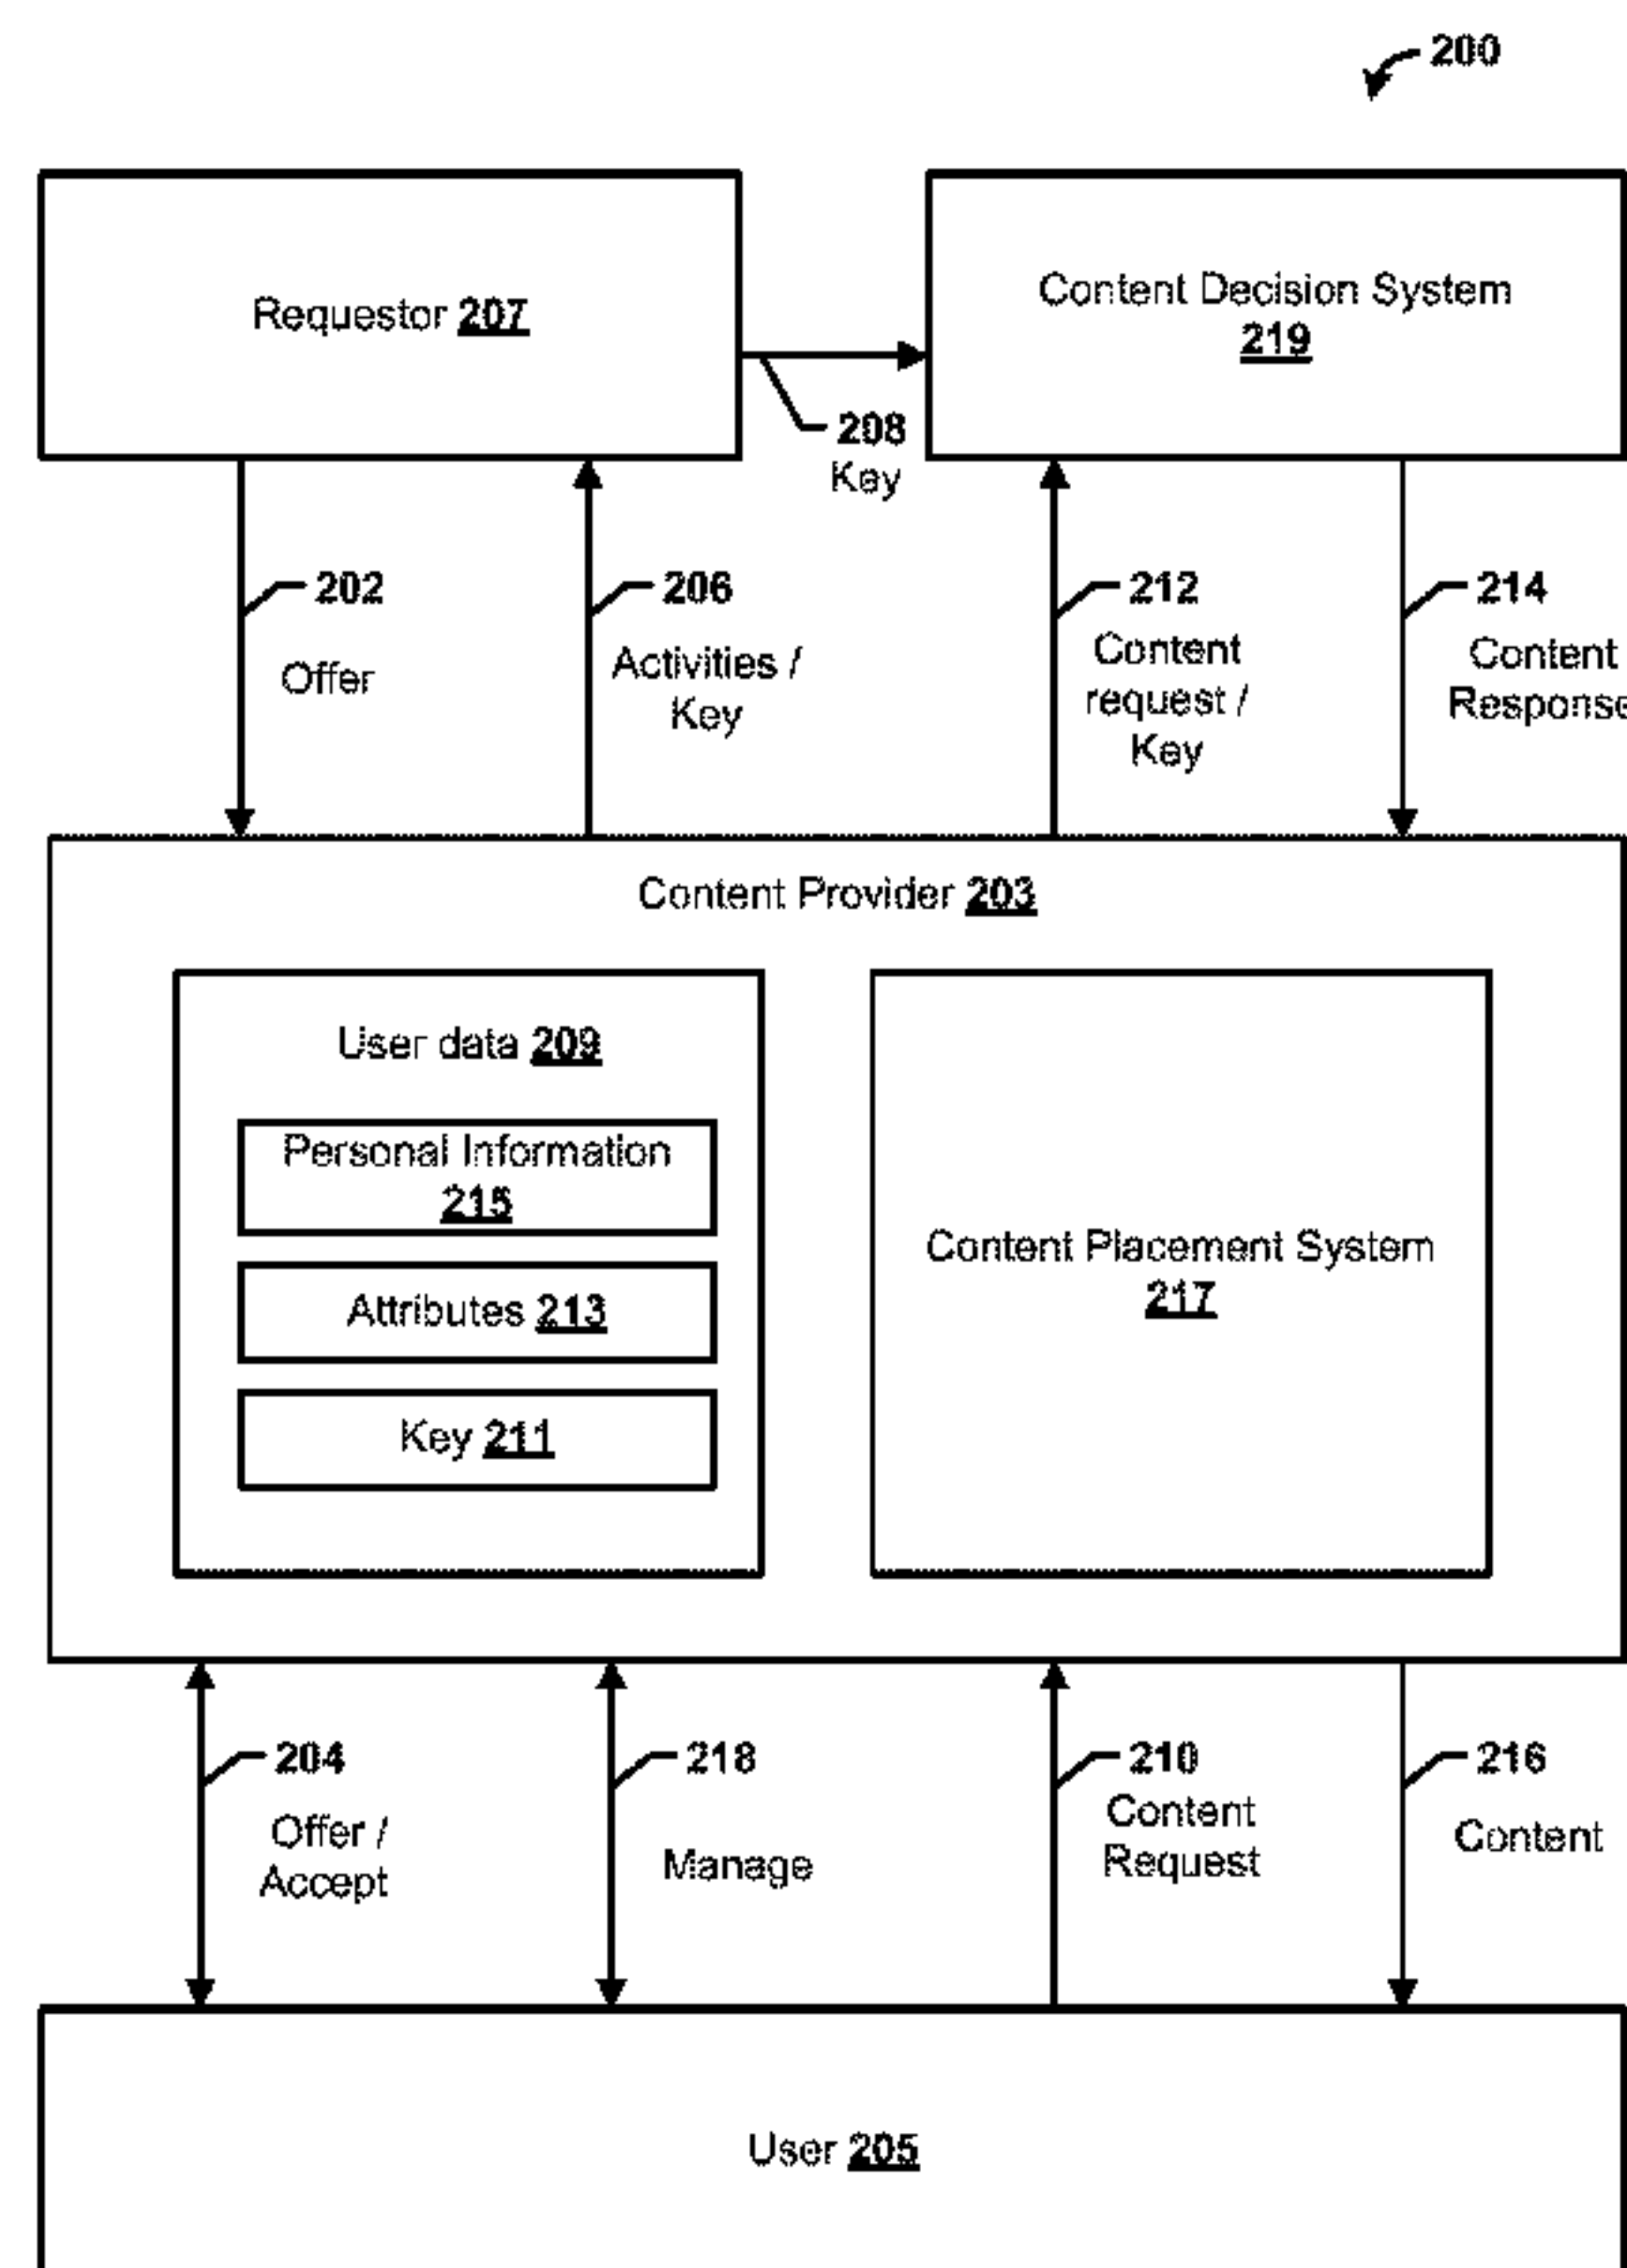 200
Requestor 207
Content Decision System
219
208
Key
202
Offer
206
Activities /
Key
212
Content
request /
Key
214
Content
Response
Content Provider 203
User data 209
Personal Information
215
Attributes 213
Key 211
Content Placement System
217
204
Offer /
Accept
218
Manage
210
Content
Request
216
Content
User 205